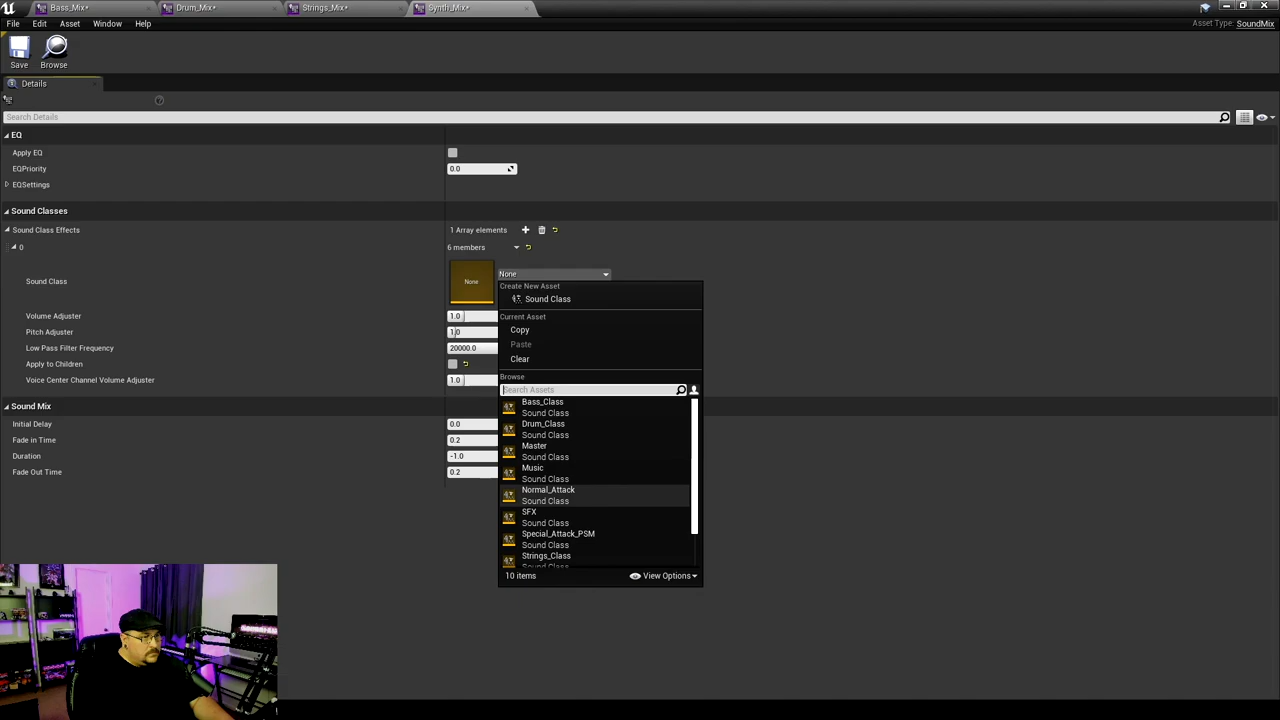 Bass_Mix*
Drum_Mix*
Strings_Mix*
Synth_Mix*
File Edit Asset Window Help
Asset Type: SoundMix
Save
Browse
Details
Search Details
EQ
Apply EQ
EQPriority 0.0
EQSettings
Sound Classes
Sound Class Effects 1 Array elements
0 6 members
Sound Class None None
Create New Asset
Sound Class
Current Asset
Copy
Paste
Clear
Browse
Search Assets
Bass_Class
Sound Class
Drum_Class
Sound Class
Master
Sound Class
Music
Sound Class
Normal_Attack
Sound Class
SFX
Sound Class
Special_Attack_PSM
Sound Class
Strings_Class
Sound Class
10 items View Options
Volume Adjuster 1.0
Pitch Adjuster 1.0
Low Pass Filter Frequency 20000.0
Apply to Children
Voice Center Channel Volume Adjuster 1.0
Sound Mix
Initial Delay 0.0
Fade in Time 0.2
Duration -1.0
Fade Out Time 0.2